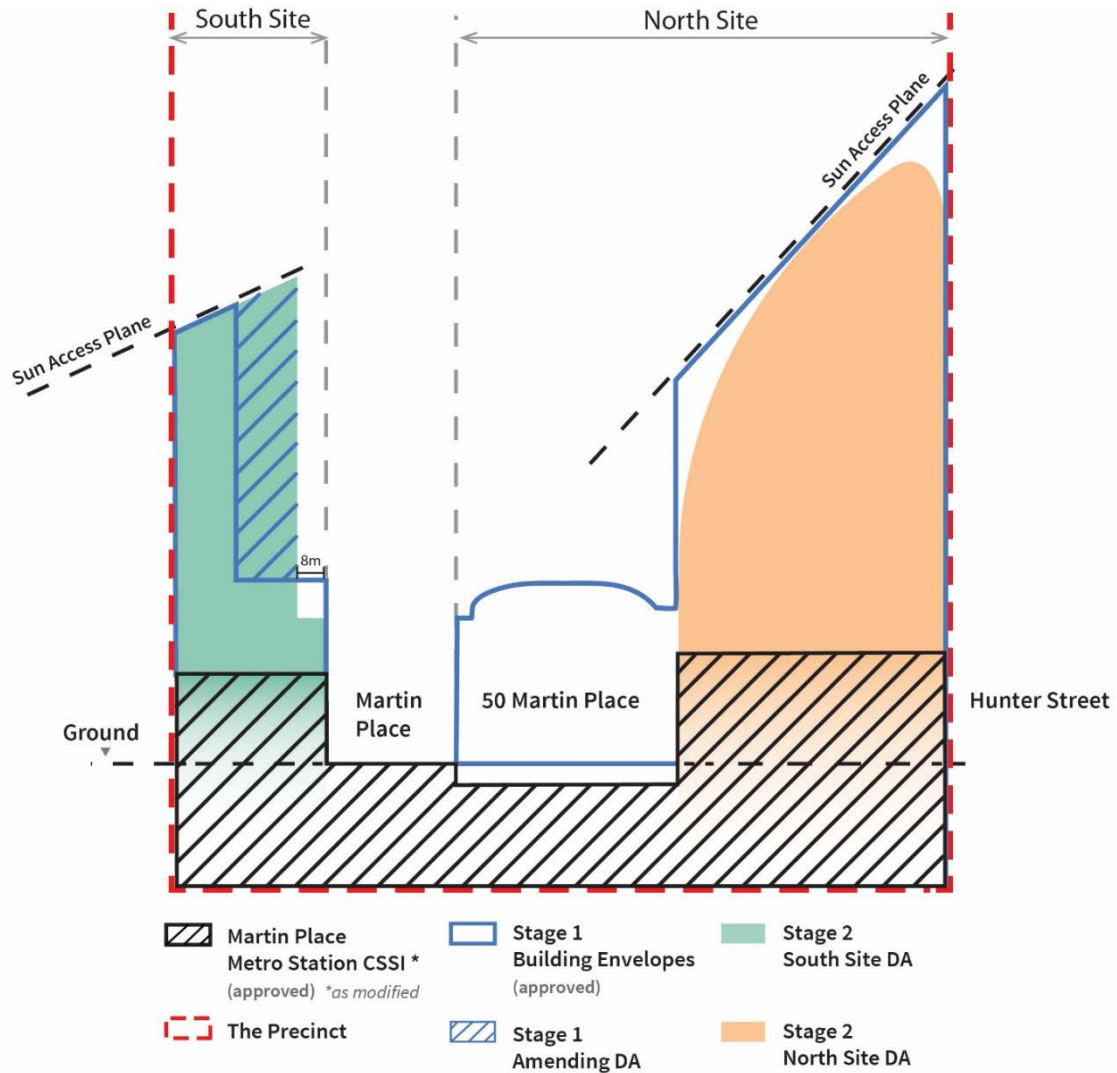 South Site
North Site
Sun Access Plane
Sun Access Plane
8m
Martin
Place
50 Martin Place
Hunter Street
Ground
Martin Place
Metro Station CSSI *
(approved) *as modified
Stage 1
Building Envelopes
(approved)
Stage 2
South Site DA
The Precinct
Stage 1
Amending DA
Stage 2
North Site DA